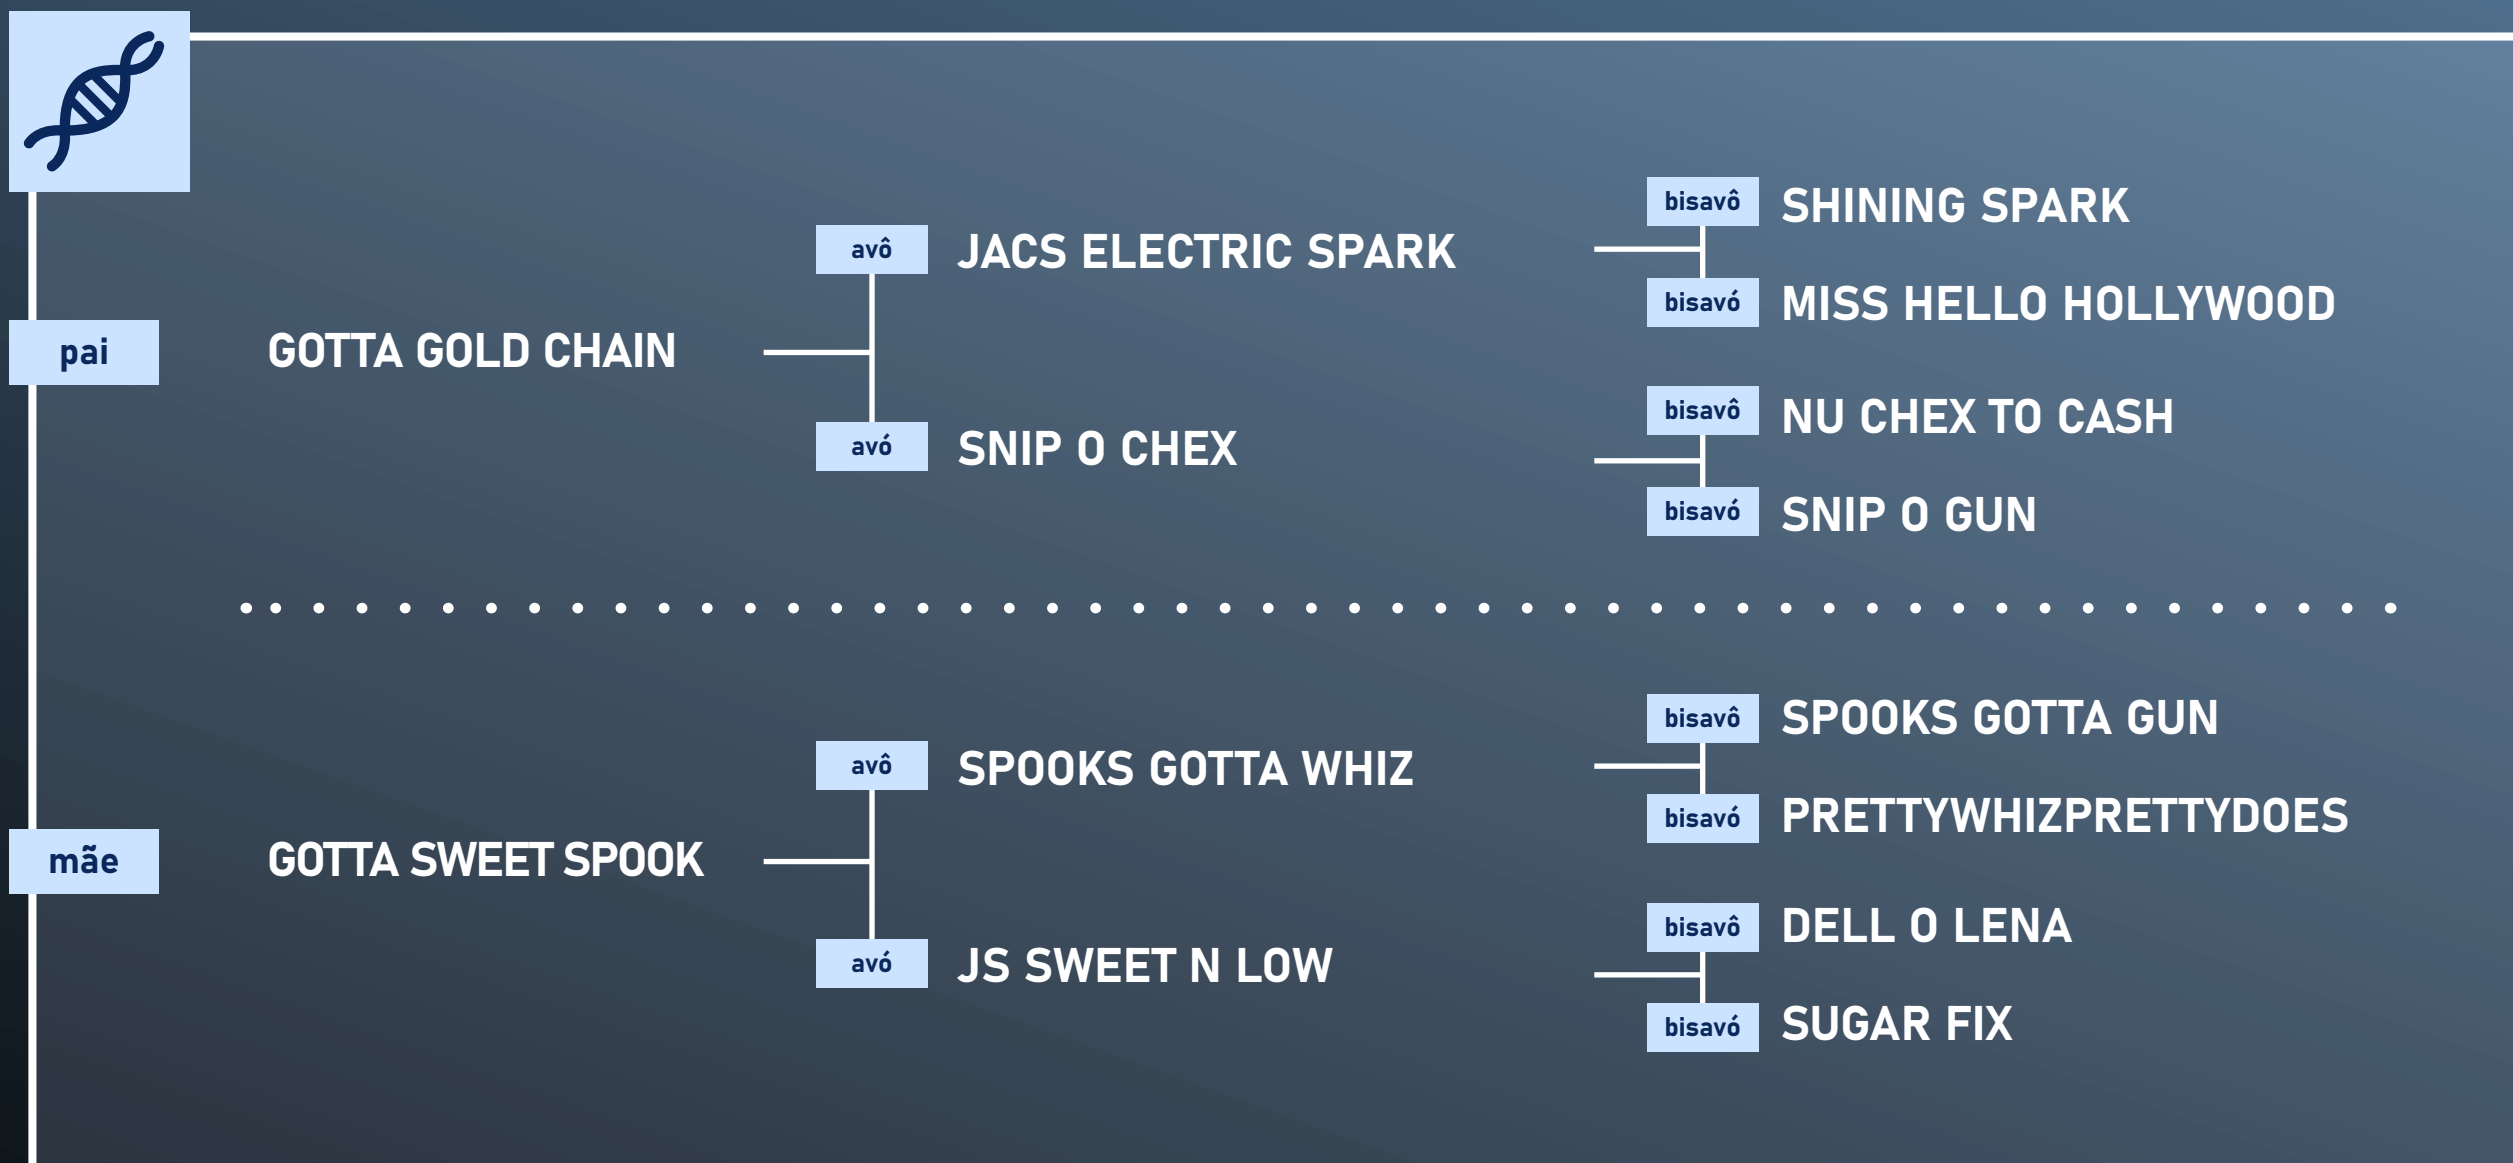 bisavô SHINING SPARK
avô JACS ELECTRIC SPARK
bisavó MISS HELLO HOLLYWOOD
pai GOTTA GOLD CHAIN
bisavô NU CHEX TO CASH
avó SNIP O CHEX
bisavó SNIP O GUN
bisavô SPOOKS GOTTA GUN
avô SPOOKS GOTTA WHIZ
bisavó PRETTYWHIZPRETTYDOES
mãe GOTTA SWEET SPOOK
bisavô DELL O LENA
avó JS SWEET N LOW
bisavó SUGAR FIX